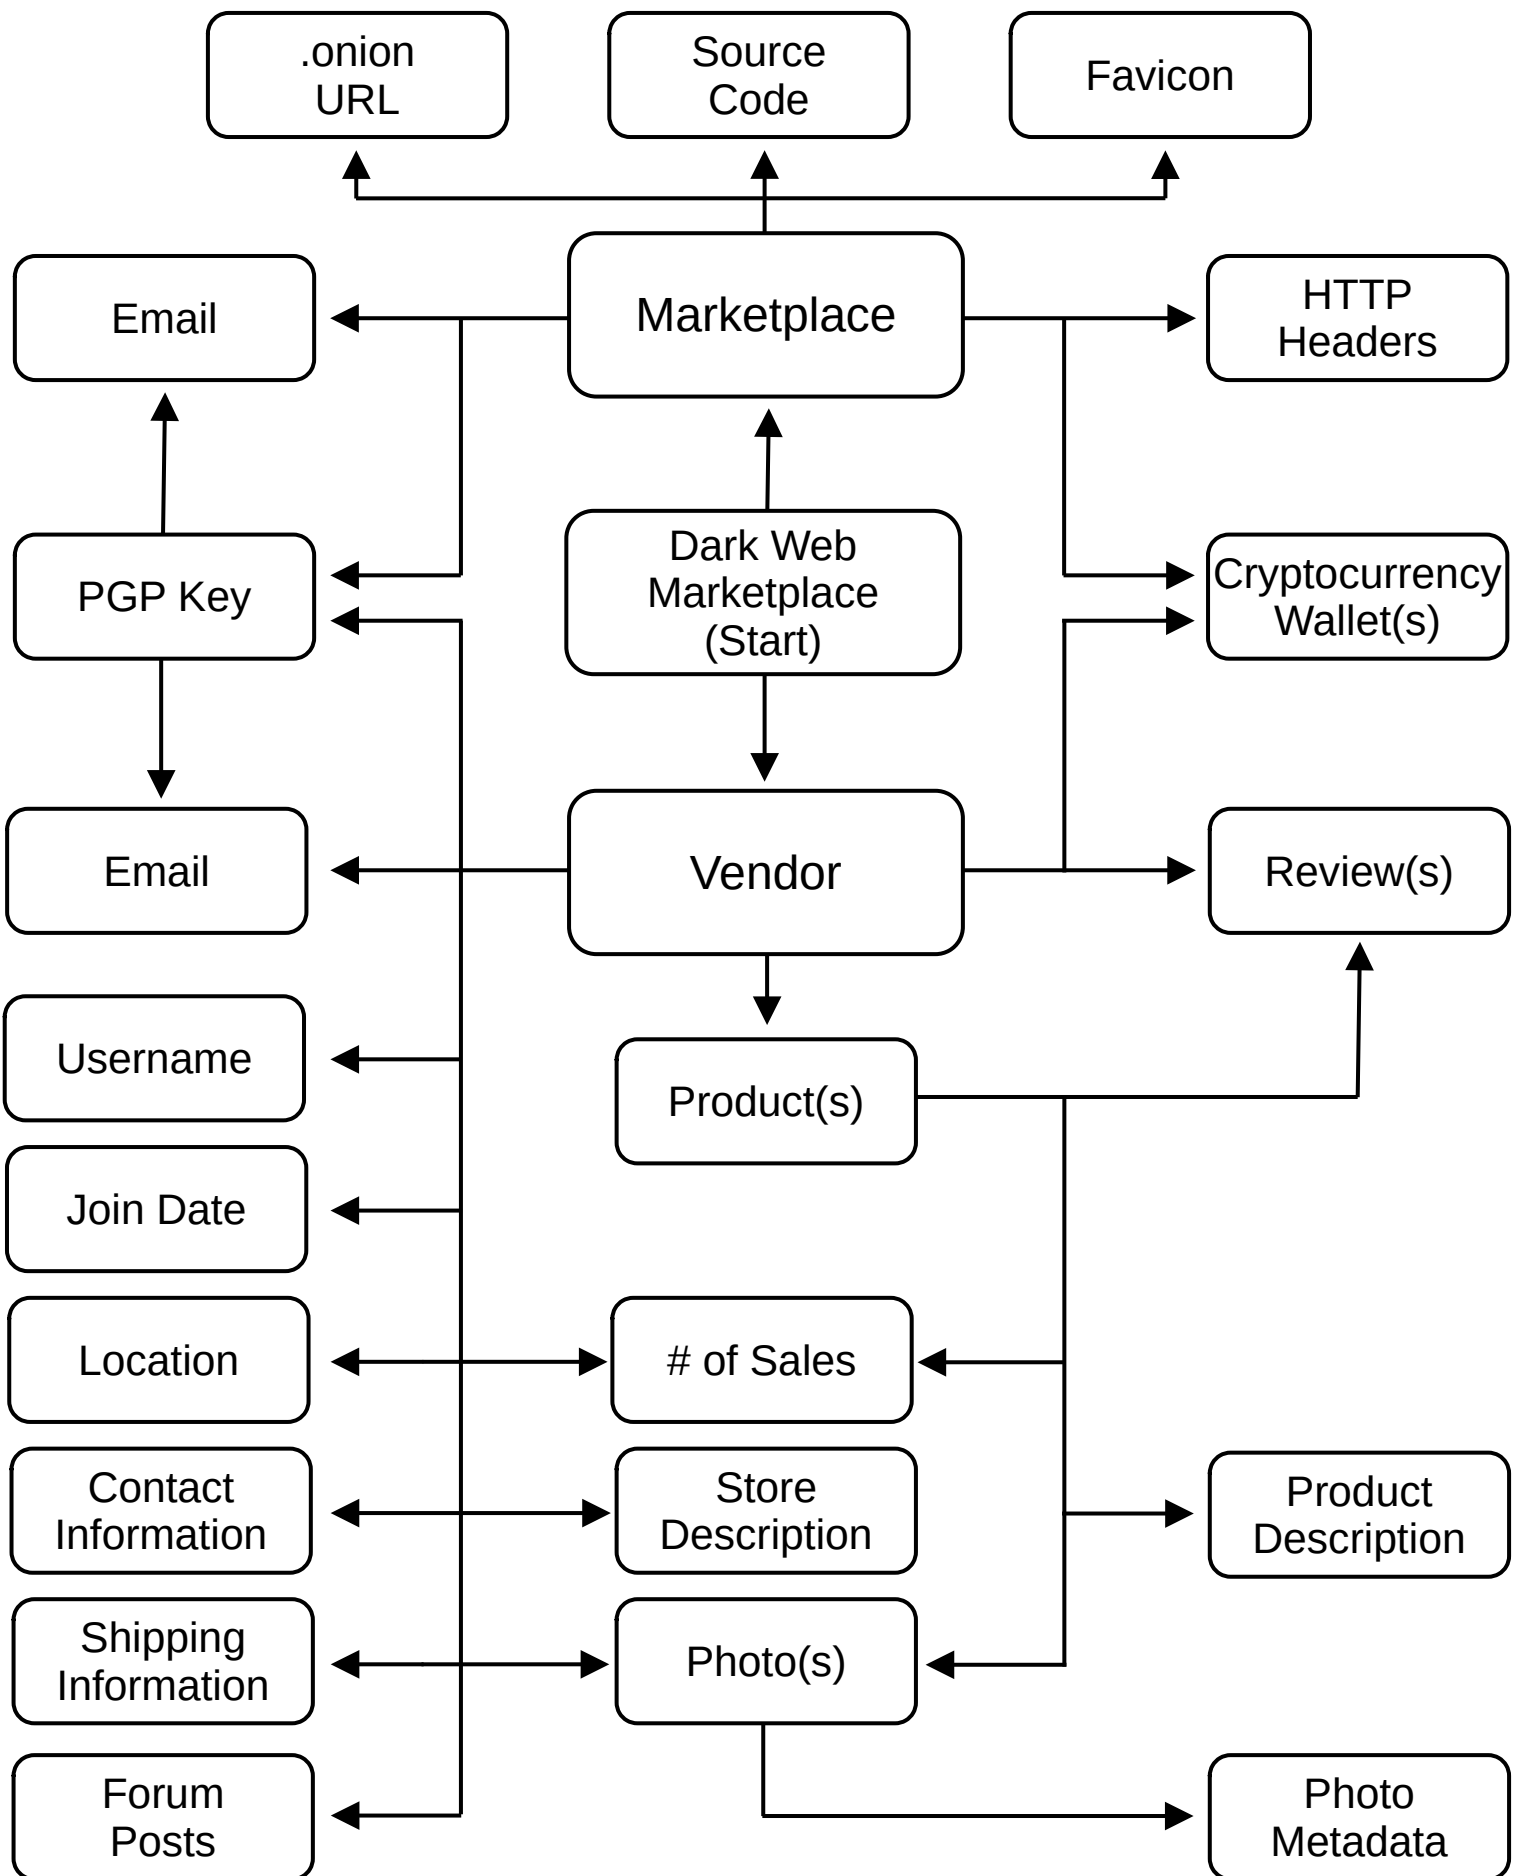 .onion
URL
Source
Code
Favicon
Email
Marketplace
HTTP
Headers
PGP Key
Dark Web
Marketplace
(Start)
Cryptocurrency
Wallet(s)
Email
Vendor
Review(s)
Username
Product(s)
Join Date
Location
# of Sales
Contact
Information
Store
Description
Product
Description
Shipping
Information
Photo(s)
Forum
Posts
Photo
Metadata